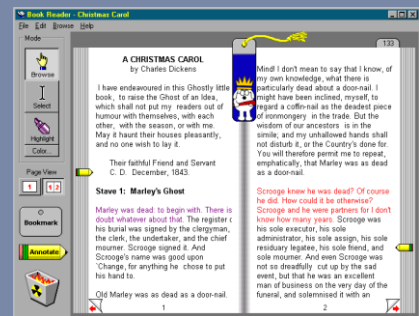 Book Reader - Christmas Carol
File Edit Browse Help
Mode
Browse
Select
Highlight
Color...
Page View
1
1 2
Bookmark
Annotate
A CHRISTMAS CAROL
by Charles Dickens
I have endeavoured in this Ghostly little
book, to raise the Ghost of an Idea,
which shall not put my readers out of
humour with themselves, with each
other, with the season, or with me.
May it haunt their houses pleasantly,
and no one wish to lay it.
Their faithful Friend and Servant
C. D. December, 1843.
Stave 1: Marley's Ghost
Marley was dead: to begin with. There is
doubt whatever about that. The register o
his burial was signed by the clergyman,
the clerk, the undertaker, and the chief
mourner. Scrooge signed it. And
Scrooge's name was good upon
'Change, for anything he chose to put
his hand to.
Old Marley was as dead as a door-nail.
1
133
Mind! I don't mean to say that I know, of
my own knowledge, what there is
particularly dead about a door-nail. I
might have been inclined, myself, to
regard a coffin-nail as the deadest piece
of ironmongery in the trade. But the
wisdom of our ancestors is in the
simile; and my unhallowed hands shall
not disturb it, or the Country's done for.
You will therefore permit me to repeat,
emphatically, that Marley was as dead
as a door-nail.
Scrooge knew he was dead? Of course
he did. How could it be otherwise?
Scrooge and he were partners for I don't
know how many years. Scrooge was
his sole executor, his sole
administrator, his sole assign, his sole
residuary legatee, his sole friend, and
sole mourner. And even Scrooge was
not so dreadfully cut up by the sad
event, but that he was an excellent
man of business on the very day of the
funeral, and solemnised it with an
2